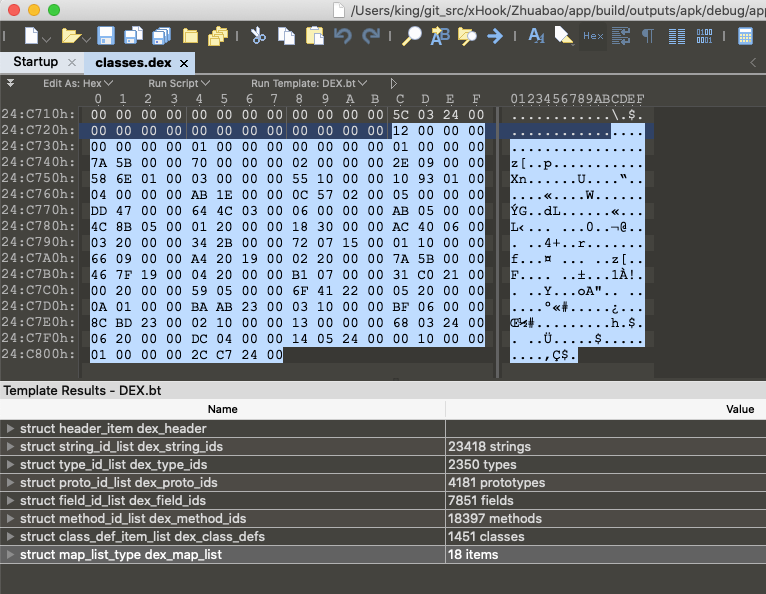 /Users/king/git_src/xHook/Zhuabao/app/build/outputs/apk/debug/app
Startup × classes.dex ×
Edit As: Hex Run Script Run Template: DEX.bt
0 1 2 3 4 5 6 7 8 9 A B C D E F 0123456789ABCDEF
24:C710h: 00 00 00 00 00 00 00 00 00 00 00 00 5C 03 24 00 ............\.$.
24:C720h: 00 00 00 00 00 00 00 00 00 00 00 00 12 00 00 00 ................
24:C730h: 00 00 00 00 01 00 00 00 00 00 00 00 01 00 00 00 ................
24:C740h: 7A 5B 00 00 70 00 00 00 02 00 00 00 2E 09 00 00 z[..p...........
24:C750h: 58 6E 01 00 03 00 00 00 55 10 00 00 10 93 01 00 Xn......U....“..
24:C760h: 04 00 00 00 AB 1E 00 00 0C 57 02 00 05 00 00 00 ....«....W......
24:C770h: DD 47 00 00 64 4C 03 00 06 00 00 00 AB 05 00 00 ÝG..dL......«...
24:C780h: 4C 8B 05 00 01 20 00 00 18 30 00 00 AC 40 06 00 L‹... ...0..¬@..
24:C790h: 03 20 00 00 34 2B 00 00 72 07 15 00 01 10 00 00 . ..4+..r.......
24:C7A0h: 66 09 00 00 A4 20 19 00 02 20 00 00 7A 5B 00 00 f...¤ ... ..z[..
24:C7B0h: 46 7F 19 00 04 20 00 00 B1 07 00 00 31 C0 21 00 F.... ..±...1À!.
24:C7C0h: 00 20 00 00 59 05 00 00 6F 41 22 00 05 20 00 00 . ..Y...oA".. ..
24:C7D0h: 0A 01 00 00 BA AB 23 00 03 10 00 00 BF 06 00 00 ....º«#.....¿...
24:C7E0h: 8C BD 23 00 02 10 00 00 13 00 00 00 68 03 24 00 Œ½#.........h.$.
24:C7F0h: 06 20 00 00 DC 04 00 00 14 05 24 00 00 10 00 00 . ..Ü.....$.....
24:C800h: 01 00 00 00 2C C7 24 00 ....,Ç$.
Template Results - DEX.bt
Name Value
struct header_item dex_header
struct string_id_list dex_string_ids 23418 strings
struct type_id_list dex_type_ids 2350 types
struct proto_id_list dex_proto_ids 4181 prototypes
struct field_id_list dex_field_ids 7851 fields
struct method_id_list dex_method_ids 18397 methods
struct class_def_item_list dex_class_defs 1451 classes
struct map_list_type dex_map_list 18 items